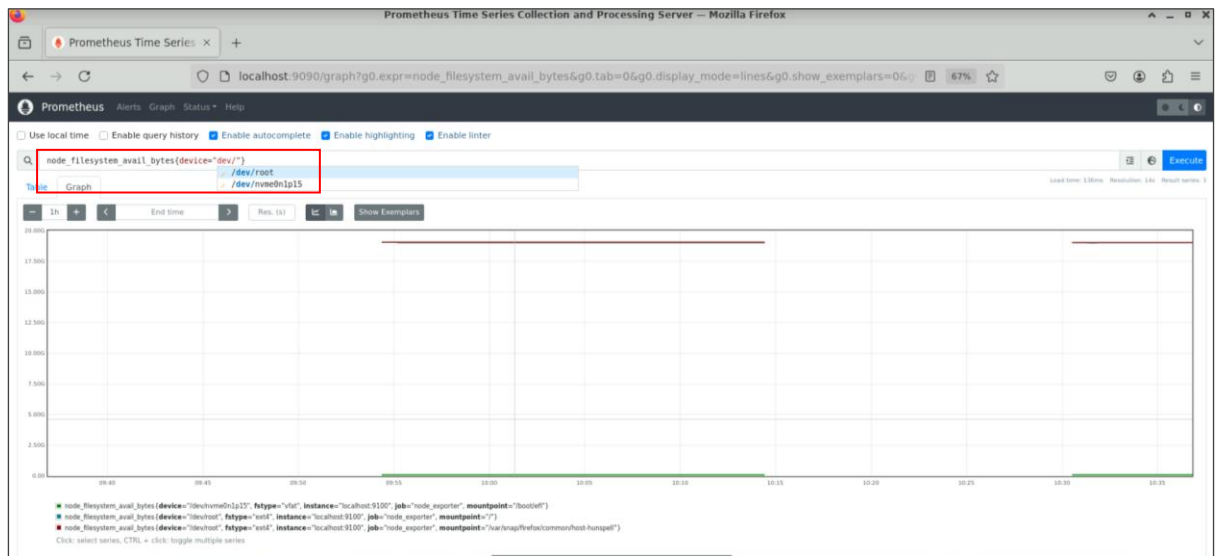 Prometheus Time Series Collection and Processing Server — Mozilla Firefox
Prometheus Time Series
localhost:9090/graph?g0.expr=node_filesystem_avail_bytes&g0.tab=0&g0.display_mode=lines&g0.show_exemplars=0&g 67%
Prometheus Alerts Graph Status Help
Use local time Enable query history Enable autocomplete Enable highlighting Enable linter
node_filesystem_avail_bytes{device="dev/"} Execute
/dev/root
/dev/nvme0n1p15
Table Graph Load time: 136ms Resolution: 14s Result series: 3
1h End time Res. (s) Show Exemplars
20.00G
17.50G
15.00G
12.50G
10.00G
7.50G
5.00G
2.50G
0.00
09:40 09:45 09:50 09:55 10:00 10:05 10:10 10:15 10:20 10:25 10:30 10:35
node_filesystem_avail_bytes{device="/dev/nvme0n1p15", fstype="vfat", instance="localhost:9100", job="node_exporter", mountpoint="/boot/efi"}
node_filesystem_avail_bytes{device="/dev/root", fstype="ext4", instance="localhost:9100", job="node_exporter", mountpoint="/"}
node_filesystem_avail_bytes{device="/dev/root", fstype="ext4", instance="localhost:9100", job="node_exporter", mountpoint="/var/snap/firefox/common/host-hunspell"}
Click: select series, CTRL + click: toggle multiple series